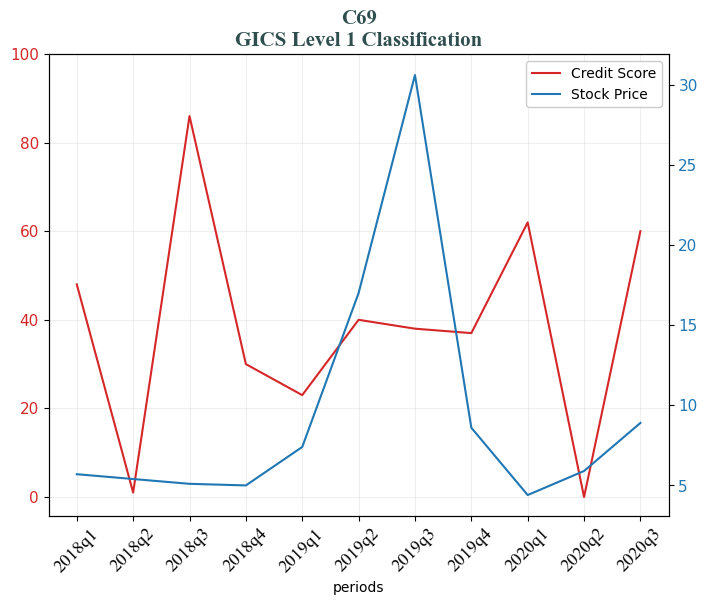 C69
GICS Level 1 Classification
100
80
60
40
20
0
Credit Score
Stock Price
30
25
20
15
10
5
2018q1
2018q2
2018q3
2018q4
2019q1
2019q2
2019q3
2019q4
2020q1
2020q2
2020q3
periods